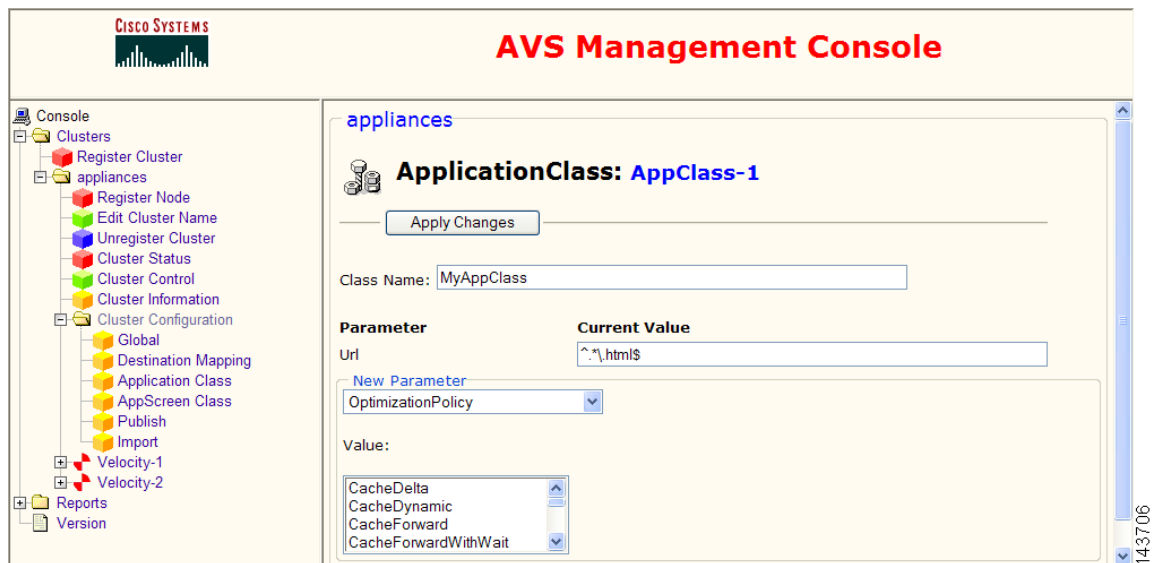 CISCO SYSTEMS
AVS Management Console
Console
Clusters
Register Cluster
appliances
Register Node
Edit Cluster Name
Unregister Cluster
Cluster Status
Cluster Control
Cluster Information
Cluster Configuration
Global
Destination Mapping
Application Class
AppScreen Class
Publish
Import
Velocity-1
Velocity-2
Reports
Version
appliances
ApplicationClass: AppClass-1
Apply Changes
Class Name: MyAppClass
Parameter Current Value
Url ^.*\.html$
New Parameter
OptimizationPolicy
Value:
CacheDelta
CacheDynamic
CacheForward
CacheForwardWithWait
143706